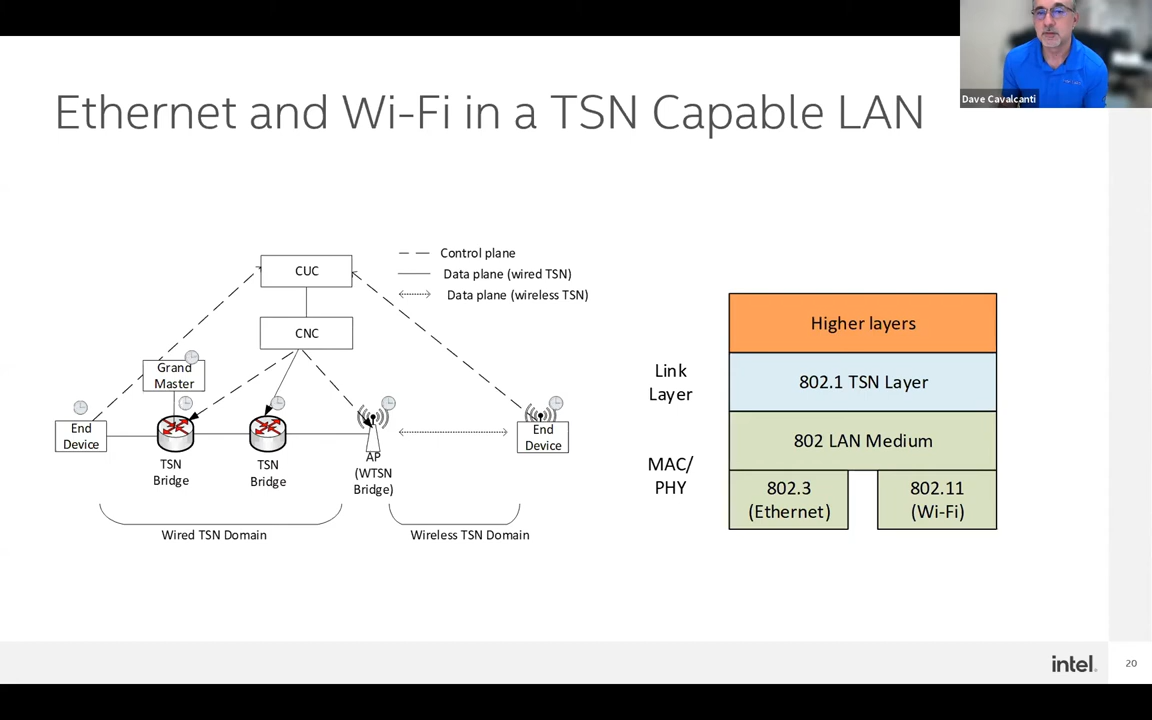 Dave Cavalcanti
Ethernet and Wi-Fi in a TSN Capable LAN
CUC
CNC
Control plane
Data plane (wired TSN)
Data plane (wireless TSN)
Grand
Master
End
Device
TSN
Bridge
TSN
Bridge
AP
(WTSN
Bridge)
End
Device
Wired TSN Domain
Wireless TSN Domain
Link
Layer
MAC/
PHY
Higher layers
802.1 TSN Layer
802 LAN Medium
802.3
(Ethernet)
802.11
(Wi-Fi)
intel.
20